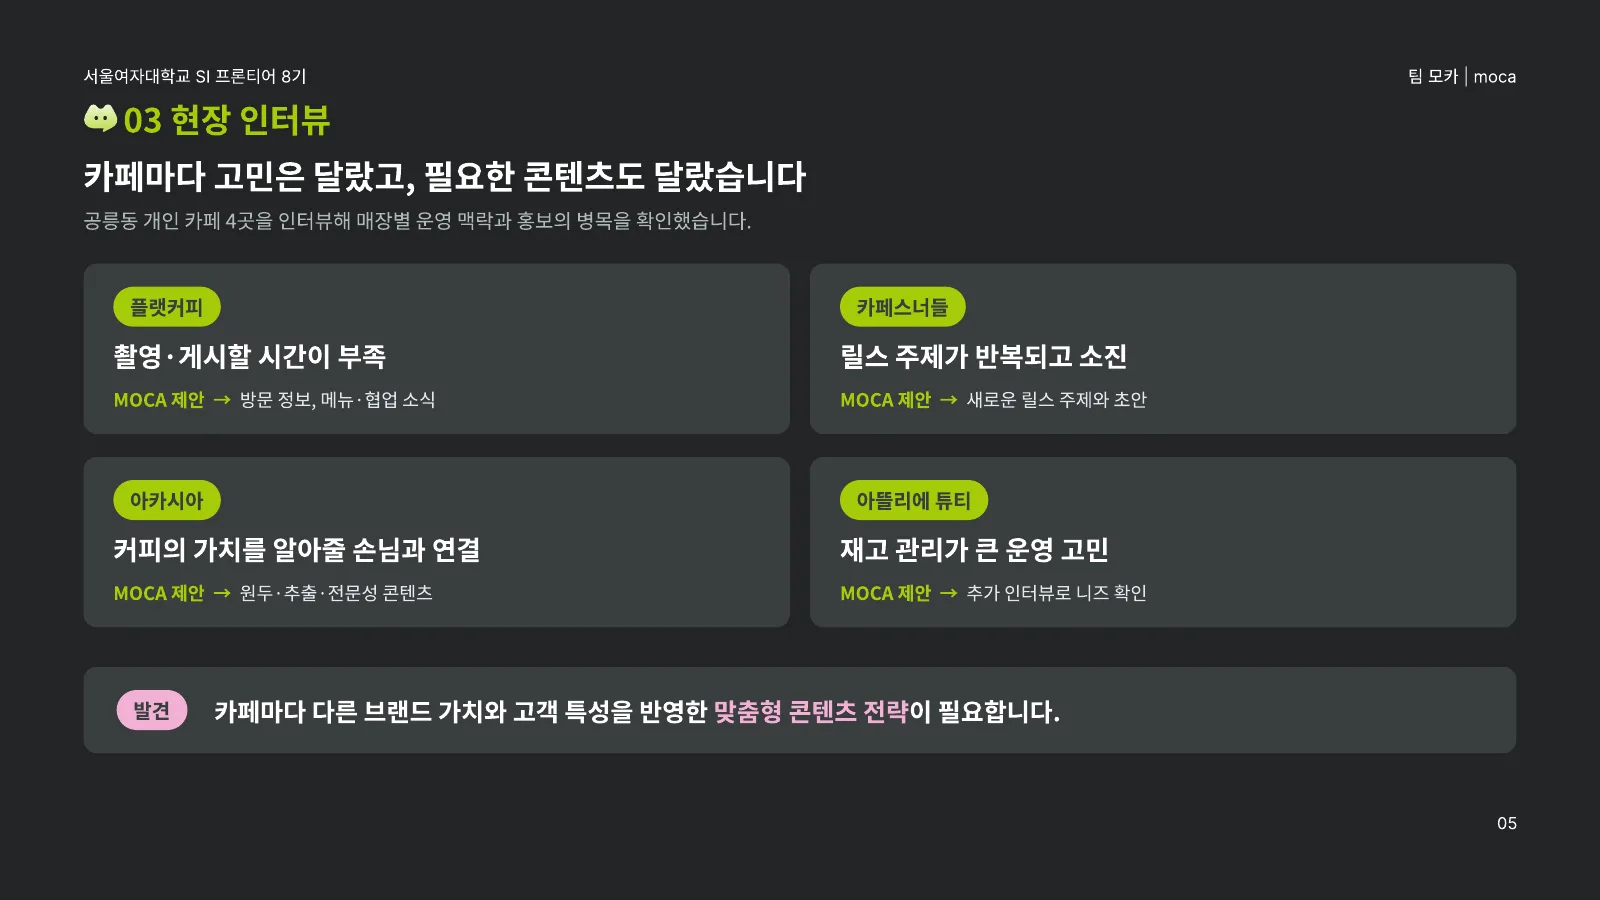 서울여자대학교 SI 프론티어 8기
팀 모카 | moca
03 현장 인터뷰
카페마다 고민은 달랐고, 필요한 콘텐츠도 달랐습니다
공릉동 개인 카페 4곳을 인터뷰해 매장별 운영 맥락과 홍보의 병목을 확인했습니다.
플랫커피
촬영·게시할 시간이 부족
MOCA 제안 → 방문 정보, 메뉴·협업 소식
카페스너들
릴스 주제가 반복되고 소진
MOCA 제안 → 새로운 릴스 주제와 초안
아카시아
커피의 가치를 알아줄 손님과 연결
MOCA 제안 → 원두·추출·전문성 콘텐츠
아뜰리에 튜티
재고 관리가 큰 운영 고민
MOCA 제안 → 추가 인터뷰로 니즈 확인
발견
카페마다 다른 브랜드 가치와 고객 특성을 반영한 맞춤형 콘텐츠 전략이 필요합니다.
05